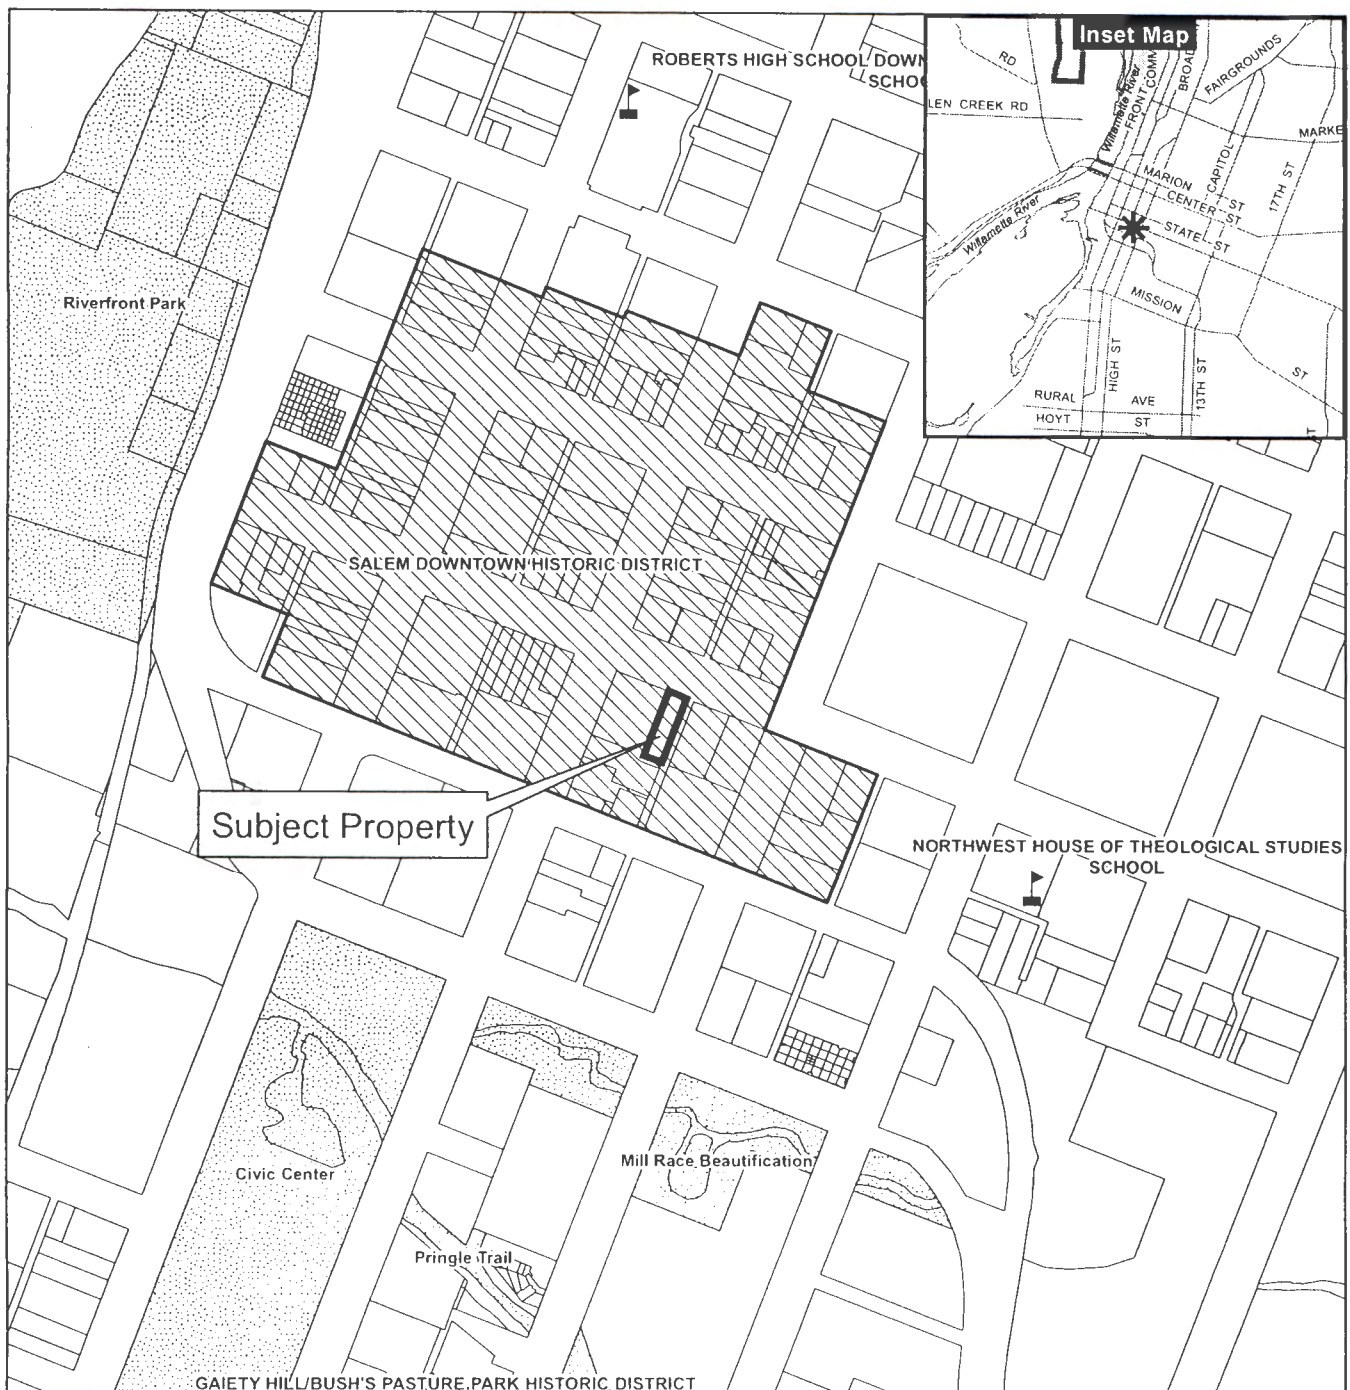 ROBERTS HIGH SCHOOL DOWN
SCHO
Riverfront Park
SALEM DOWNTOWN HISTORIC DISTRICT
Subject Property
NORTHWEST HOUSE OF THEOLOGICAL STUDIES
SCHOOL
Civic Center
Mill Race Beautification
Pringle Trail
GAIETY HILL/BUSH'S PASTURE PARK HISTORIC DISTRICT
Inset Map
RD
LEN CREEK RD
Willamette River
FRONT
COMM
BROAD
FAIRGROUNDS
MARKE
CAPITOL
17TH ST
MARION ST
CENTER ST
STATE ST
Willamette River
MISSION
ST
HIGH ST
13TH ST
RURAL AVE
HOYT ST